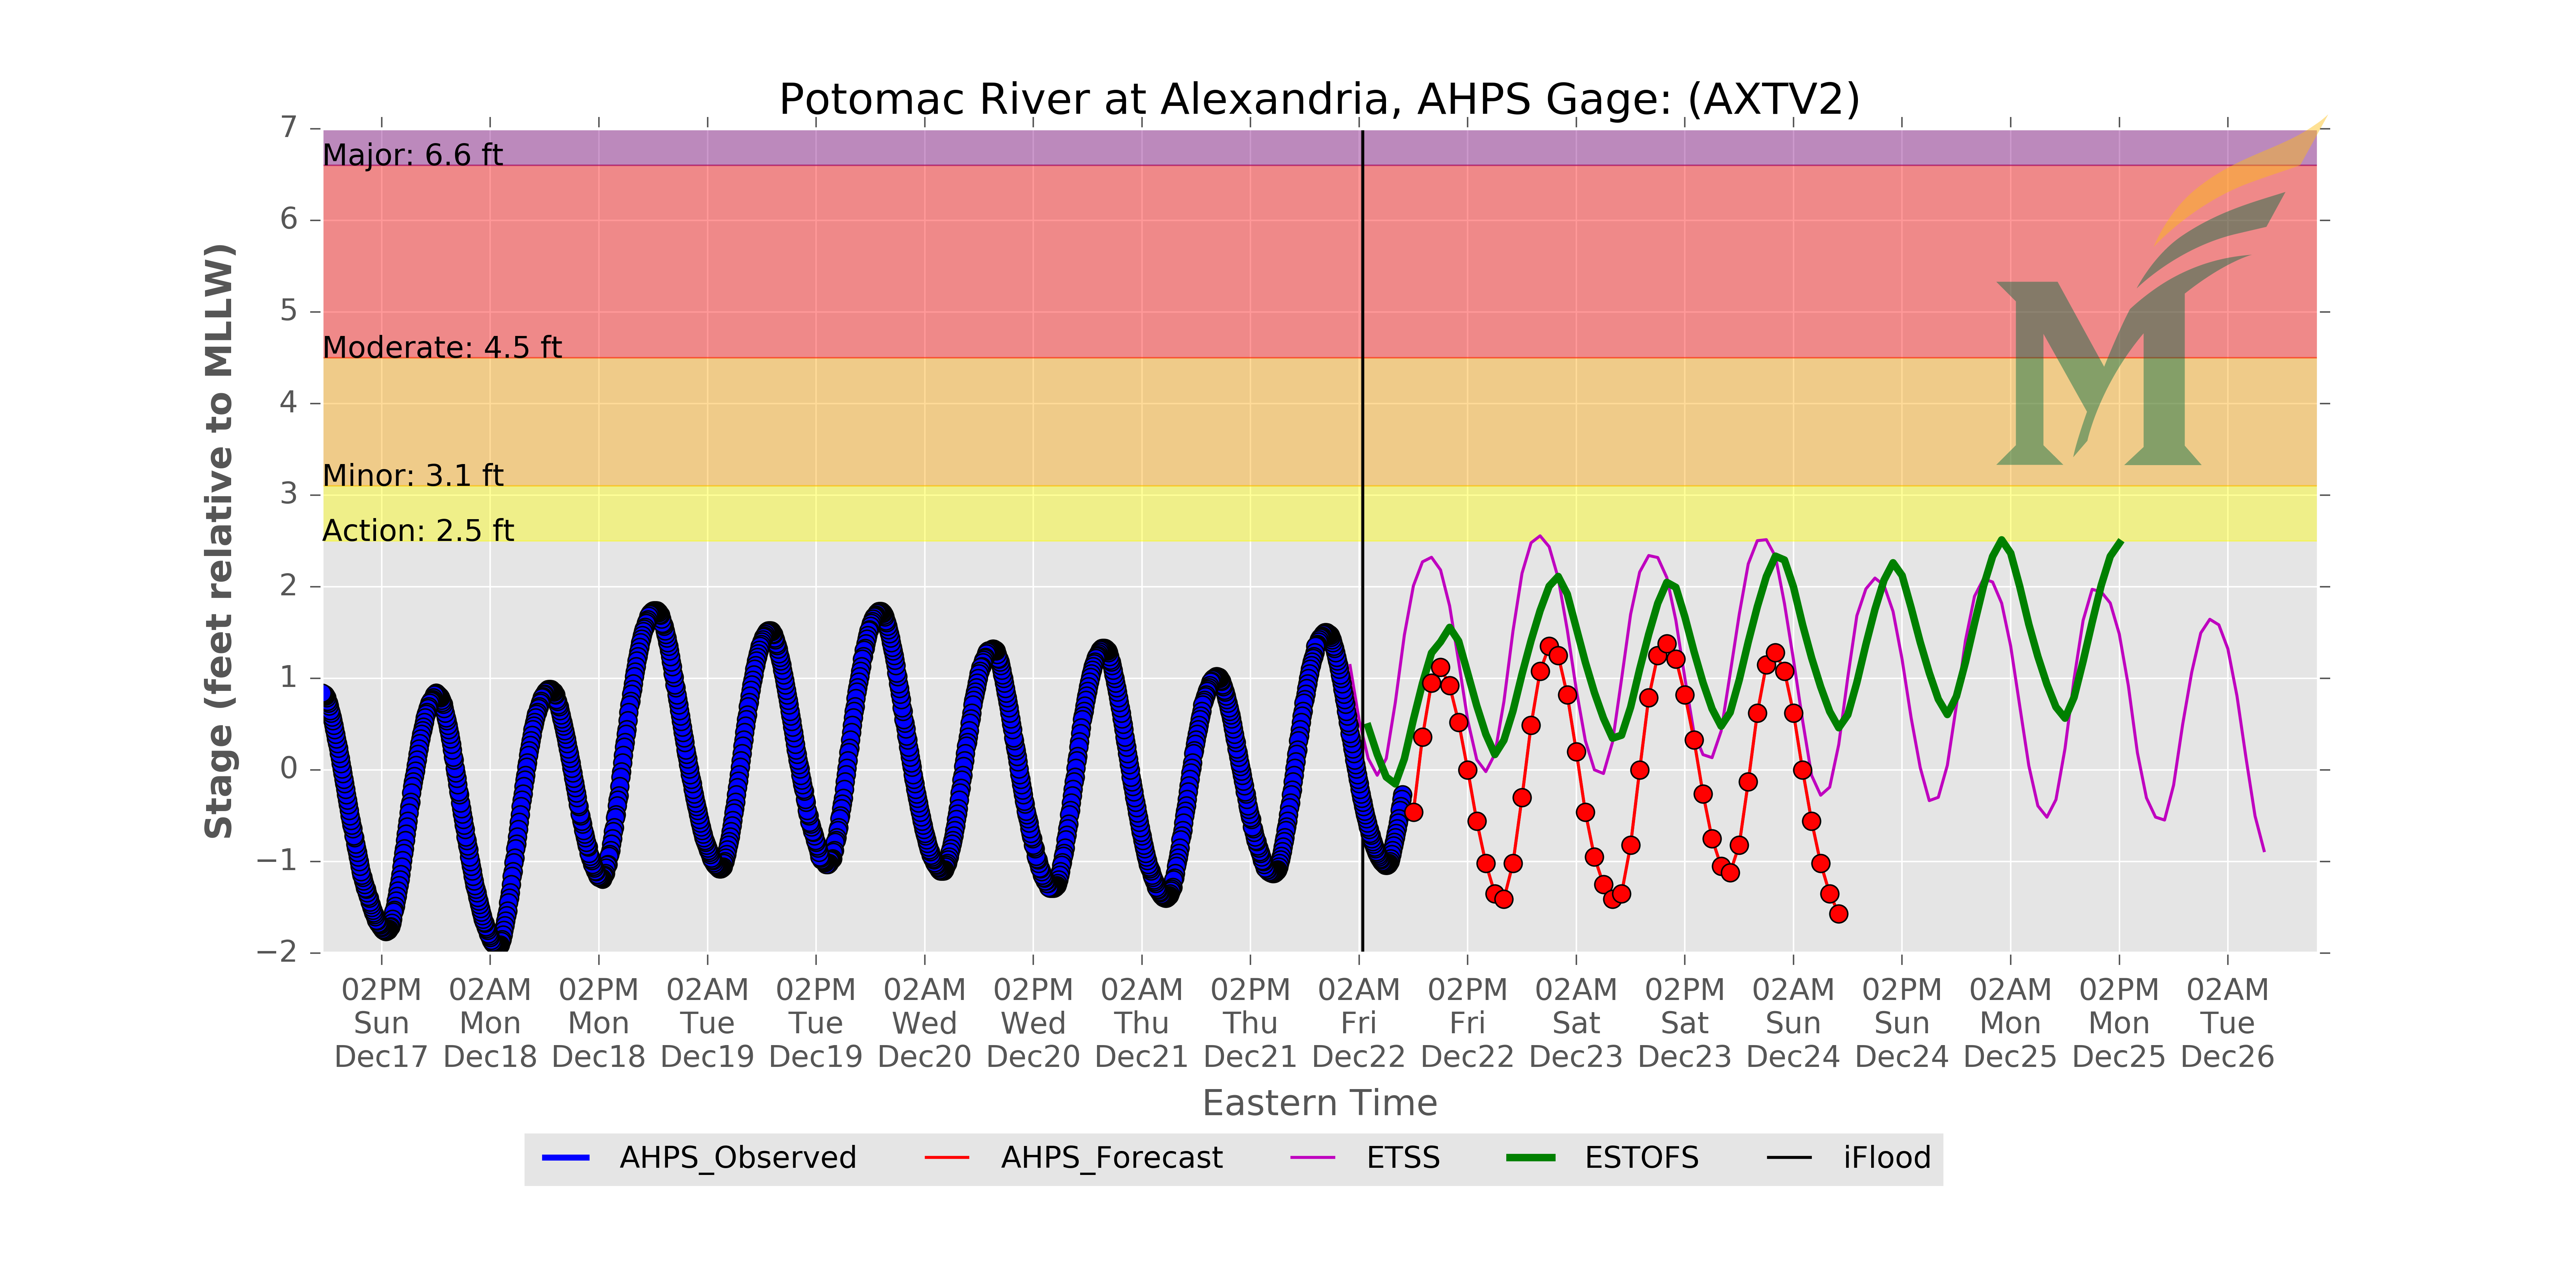 Potomac River at Alexandria, AHPS Gage: (AXTV2)
Stage (feet relative to MLLW)
7
6
5
4
3
2
1
0
−1
−2
Major: 6.6 ft
Moderate: 4.5 ft
Minor: 3.1 ft
Action: 2.5 ft
M
02PM 02AM 02PM 02AM 02PM 02AM 02PM 02AM 02PM 02AM 02PM 02AM 02PM 02AM 02PM 02AM 02PM 02AM
Sun Mon Mon Tue Tue Wed Wed Thu Thu Fri Fri Sat Sat Sun Sun Mon Mon Tue
Dec17 Dec18 Dec18 Dec19 Dec19 Dec20 Dec20 Dec21 Dec21 Dec22 Dec22 Dec23 Dec23 Dec24 Dec24 Dec25 Dec25 Dec26
Eastern Time
AHPS_Observed AHPS_Forecast ETSS ESTOFS iFlood